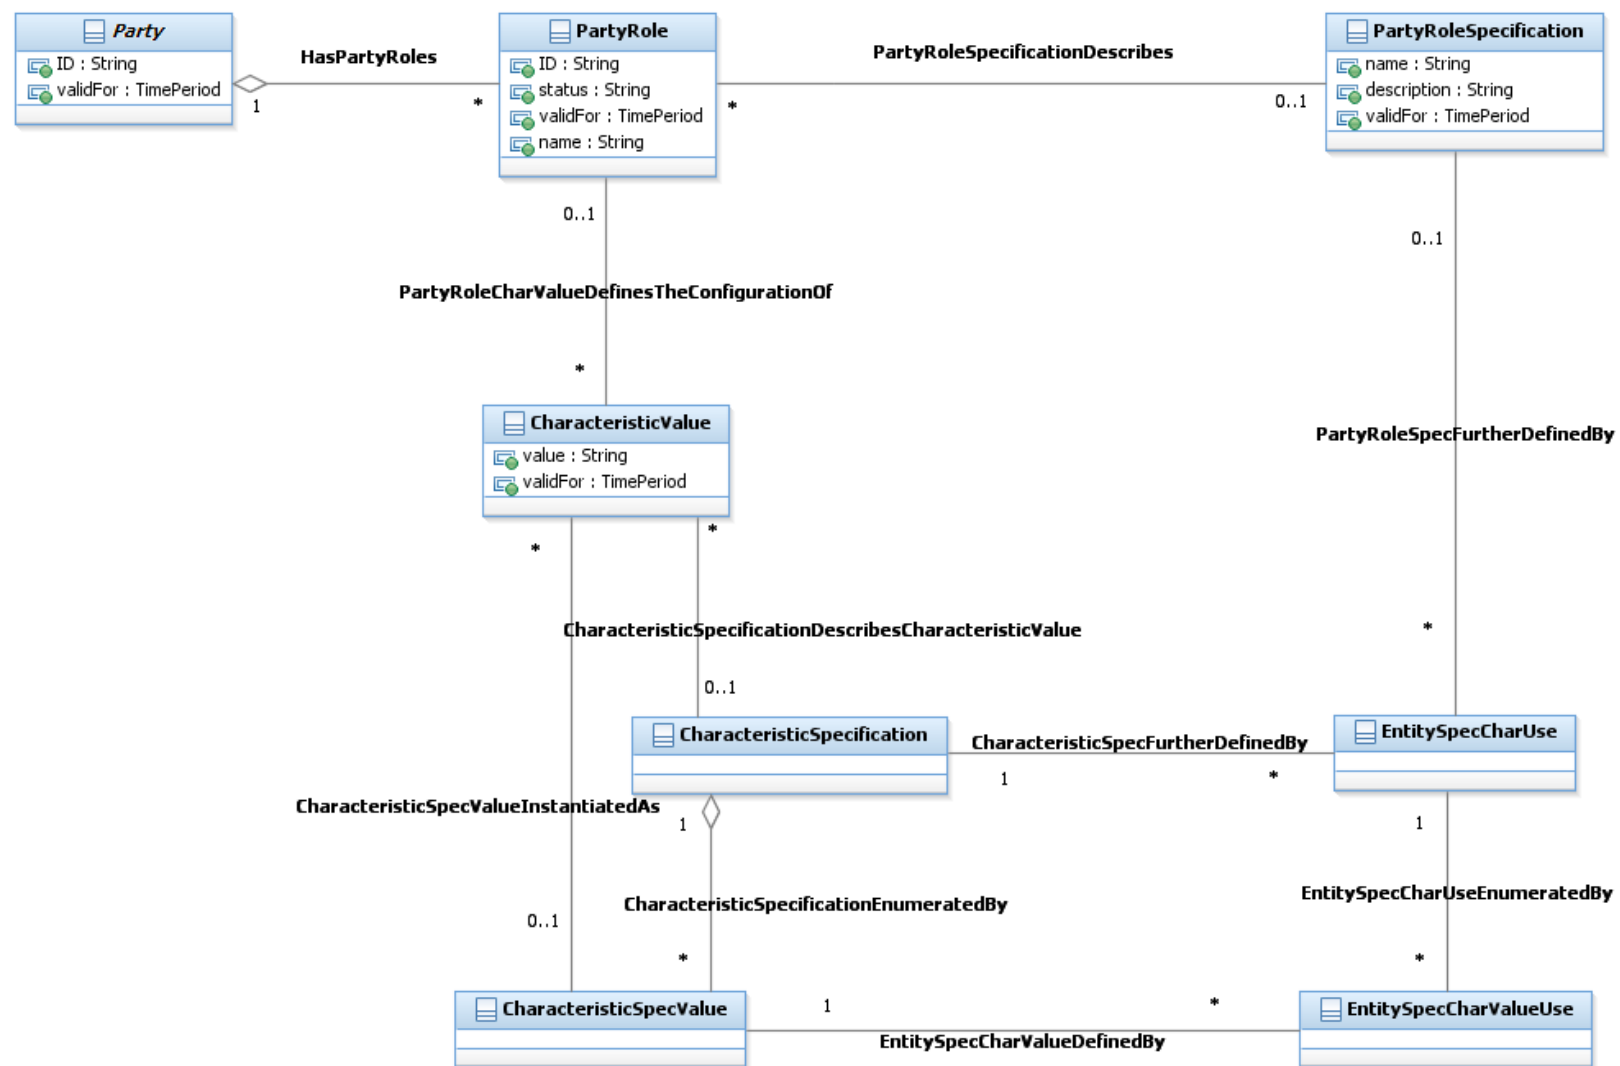 Party
ID : String
validFor : TimePeriod
HasPartyRoles
1
*
PartyRole
ID : String
status : String
validFor : TimePeriod
name : String
PartyRoleSpecificationDescribes
*
0..1
PartyRoleSpecification
name : String
description : String
validFor : TimePeriod
0..1
0..1
PartyRoleCharValueDefinesTheConfigurationOf
*
CharacteristicValue
value : String
validFor : TimePeriod
PartyRoleSpecFurtherDefinedBy
*
*
CharacteristicSpecificationDescribesCharacteristicValue
*
0..1
CharacteristicSpecification
CharacteristicSpecFurtherDefinedBy
1
*
EntitySpecCharUse
CharacteristicSpecValueInstantiatedAs
1
1
CharacteristicSpecificationEnumeratedBy
EntitySpecCharUseEnumeratedBy
0..1
*
*
CharacteristicSpecValue
1
*
EntitySpecCharValueDefinedBy
EntitySpecCharValueUse